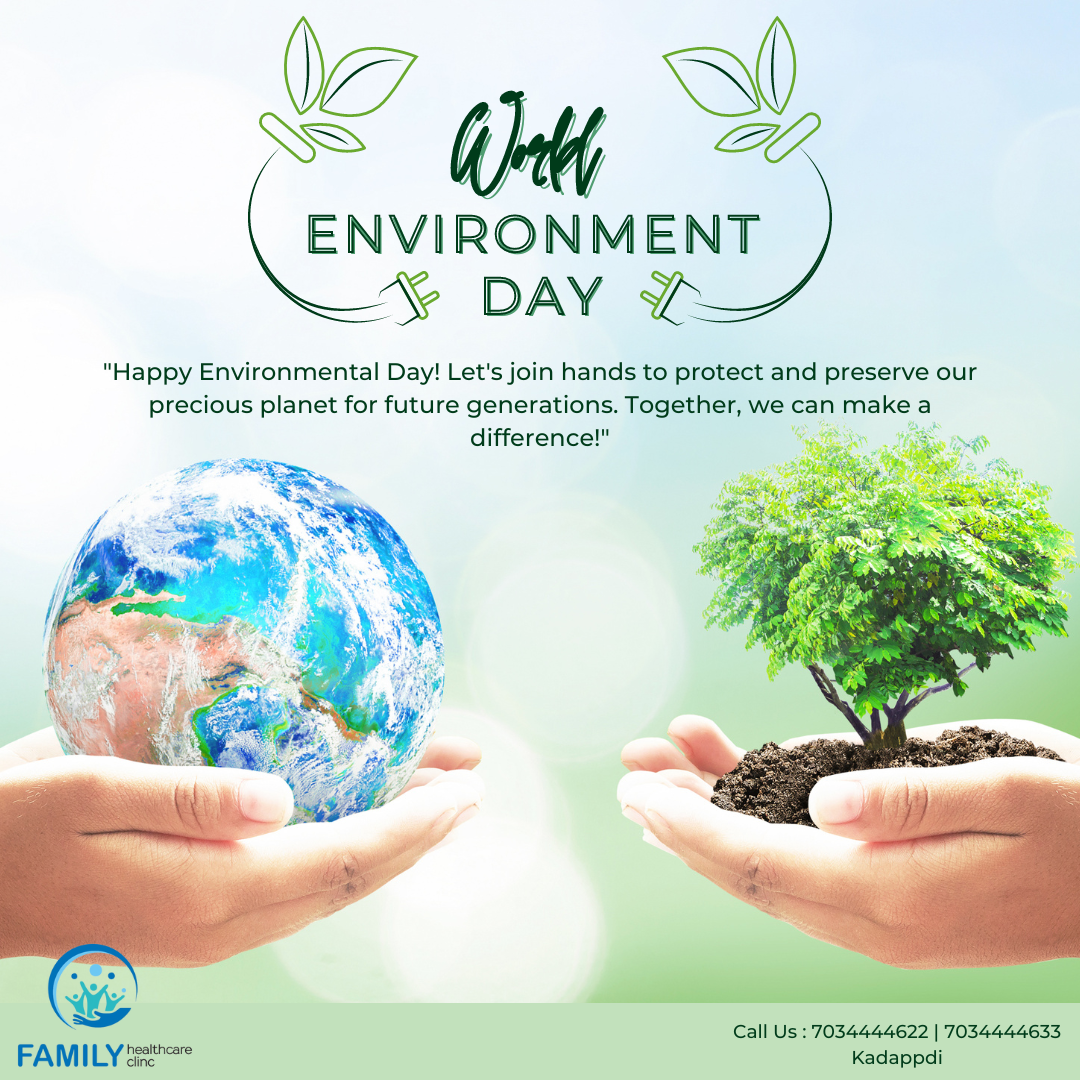 World
ENVIRONMENT
DAY
"Happy Environmental Day! Let's join hands to protect and preserve our
precious planet for future generations. Together, we can make a
difference!"
FAMILY healthcare
clinc
Call Us : 7034444622 | 7034444633
Kadappdi